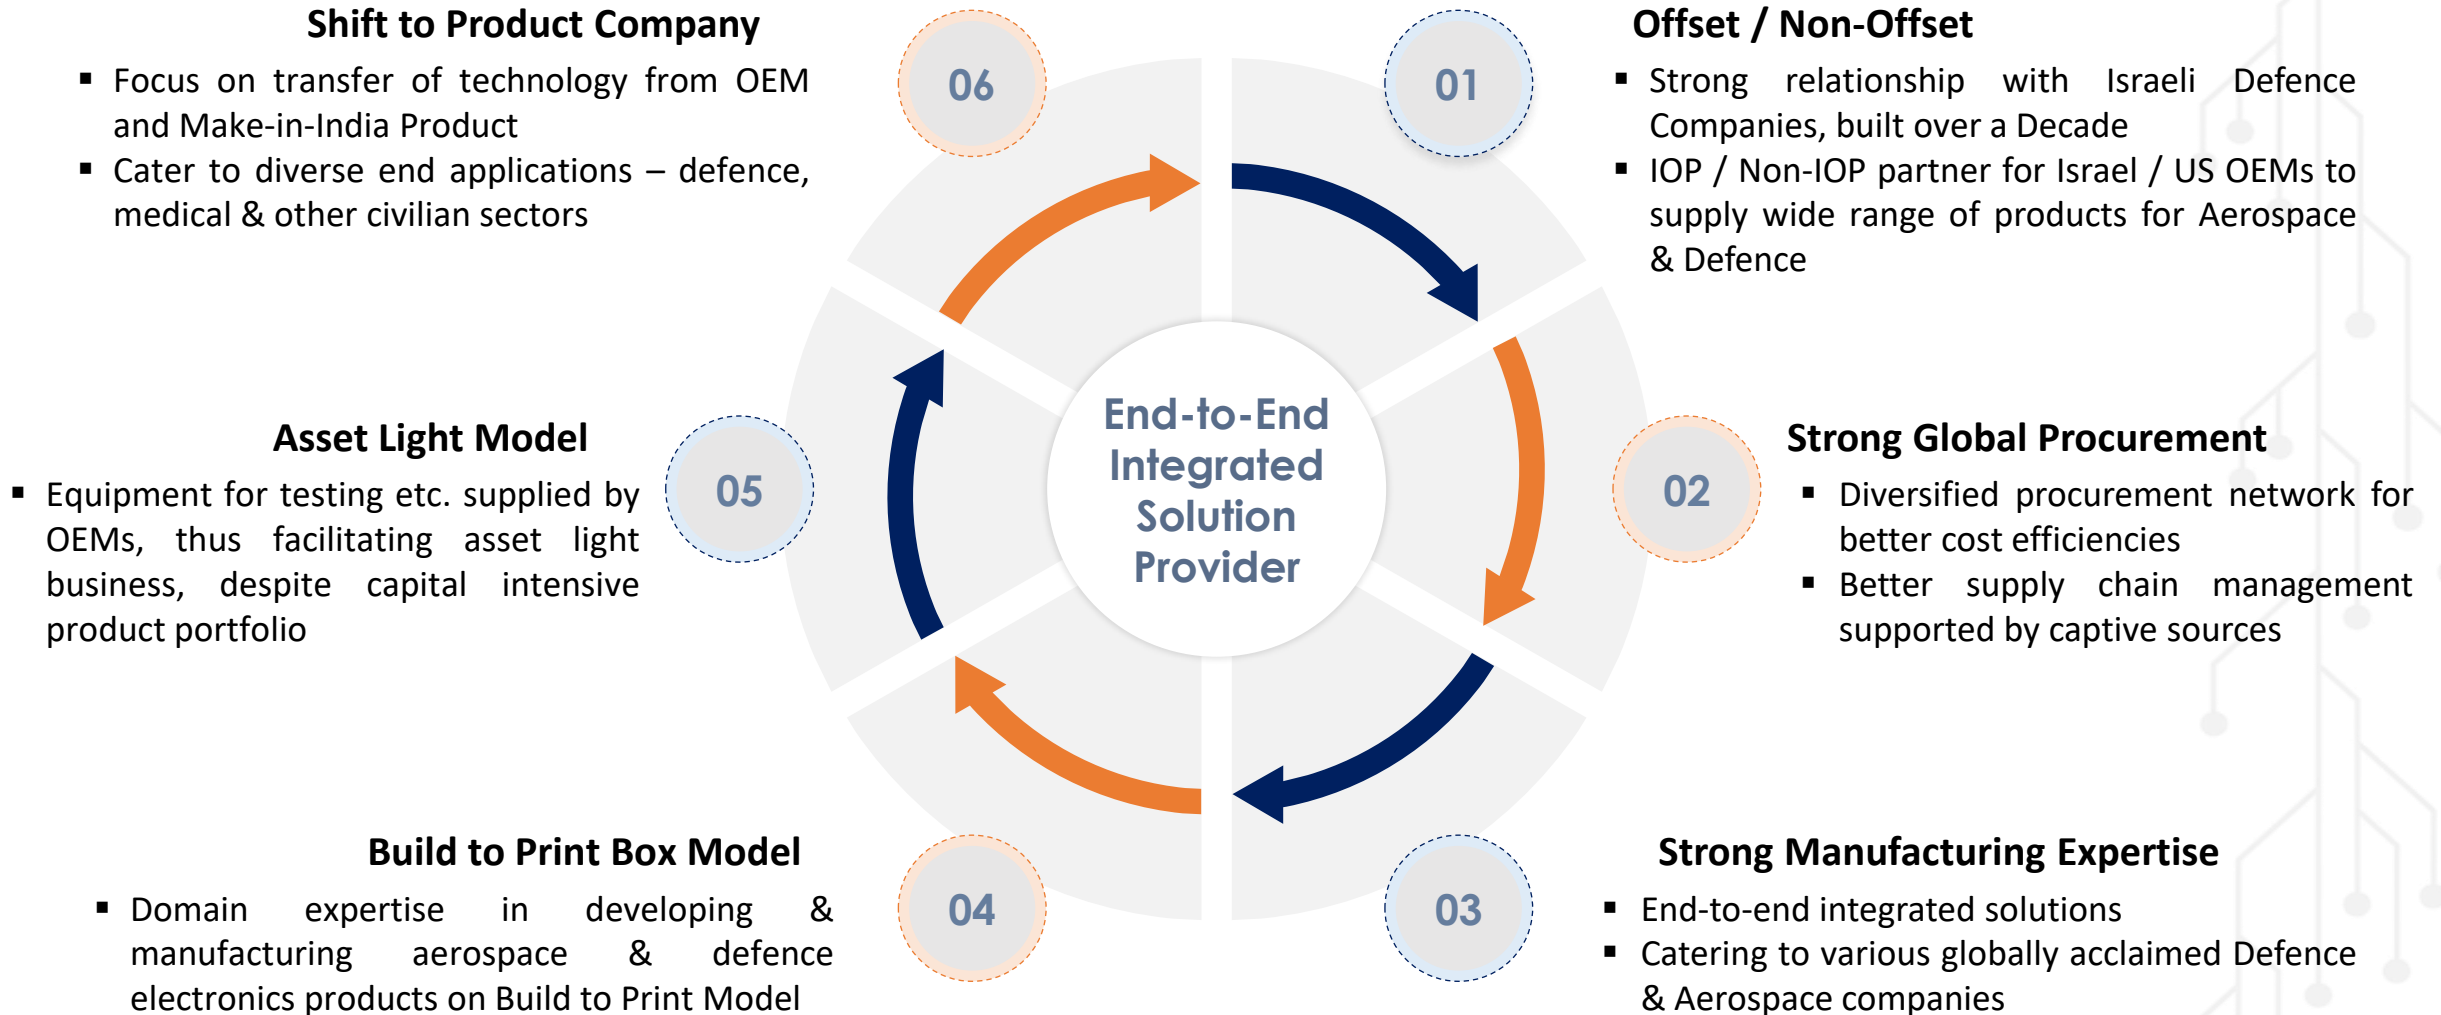 Shift to Product Company
▪ Focus on transfer of technology from OEM
and Make-in-India Product
▪ Cater to diverse end applications – defence,
medical & other civilian sectors
06
01
Offset / Non-Offset
▪ Strong relationship with Israeli Defence
Companies, built over a Decade
▪ IOP / Non-IOP partner for Israel / US OEMs to
supply wide range of products for Aerospace
& Defence
Asset Light Model
▪ Equipment for testing etc. supplied by
OEMs, thus facilitating asset light
business, despite capital intensive
product portfolio
05
End-to-End
Integrated
Solution
Provider
02
Strong Global Procurement
▪ Diversified procurement network for
better cost efficiencies
▪ Better supply chain management
supported by captive sources
Build to Print Box Model
▪ Domain expertise in developing &
manufacturing aerospace & defence
electronics products on Build to Print Model
04
03
Strong Manufacturing Expertise
▪ End-to-end integrated solutions
▪ Catering to various globally acclaimed Defence
& Aerospace companies